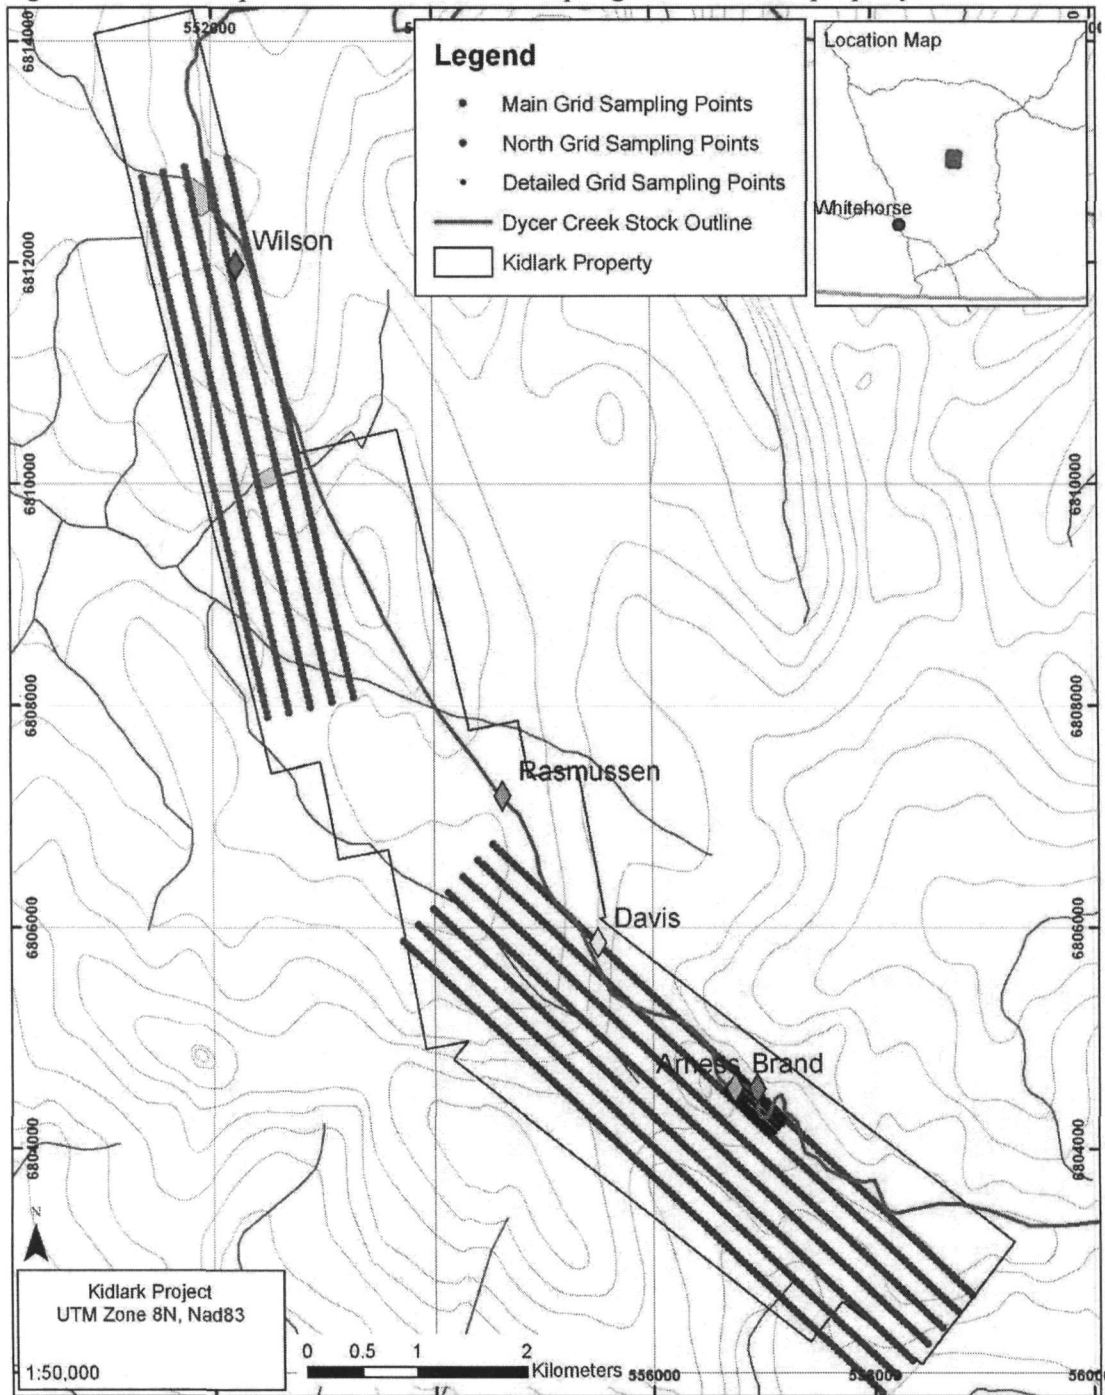 552000
6814000
Legend
Main Grid Sampling Points
North Grid Sampling Points
Detailed Grid Sampling Points
Dycer Creek Stock Outline
Kidlark Property
Location Map
Whitehorse
Wilson
6812000
6810000
6810000
6808000
6808000
Rasmussen
Davis
6806000
6806000
Arness Brand
6804000
6804000
Z
Kidlark Project
UTM Zone 8N, Nad83
1:50,000
0 0.5 1 2
Kilometers
556000
558000